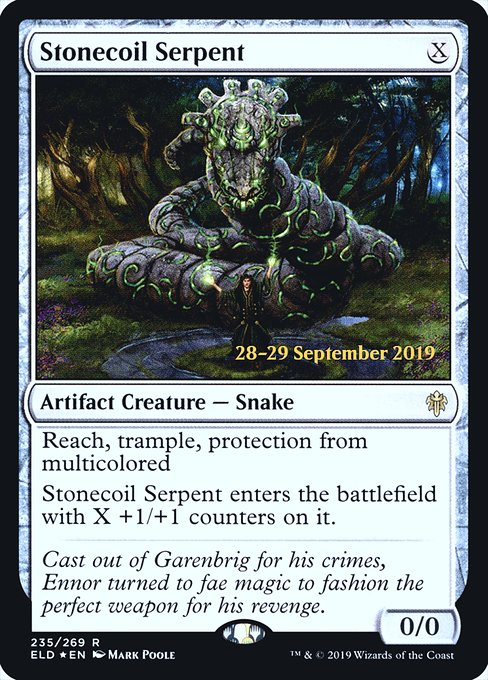 Stonecoil Serpent X
28–29 September 2019
Artifact Creature — Snake
Reach, trample, protection from
multicolored
Stonecoil Serpent enters the battlefield
with X +1/+1 counters on it.
Cast out of Garenbrig for his crimes,
Ennor turned to fae magic to fashion the
perfect weapon for his revenge.
0/0
235/269 R
ELD ★ EN Mark Poole
™ & © 2019 Wizards of the Coast